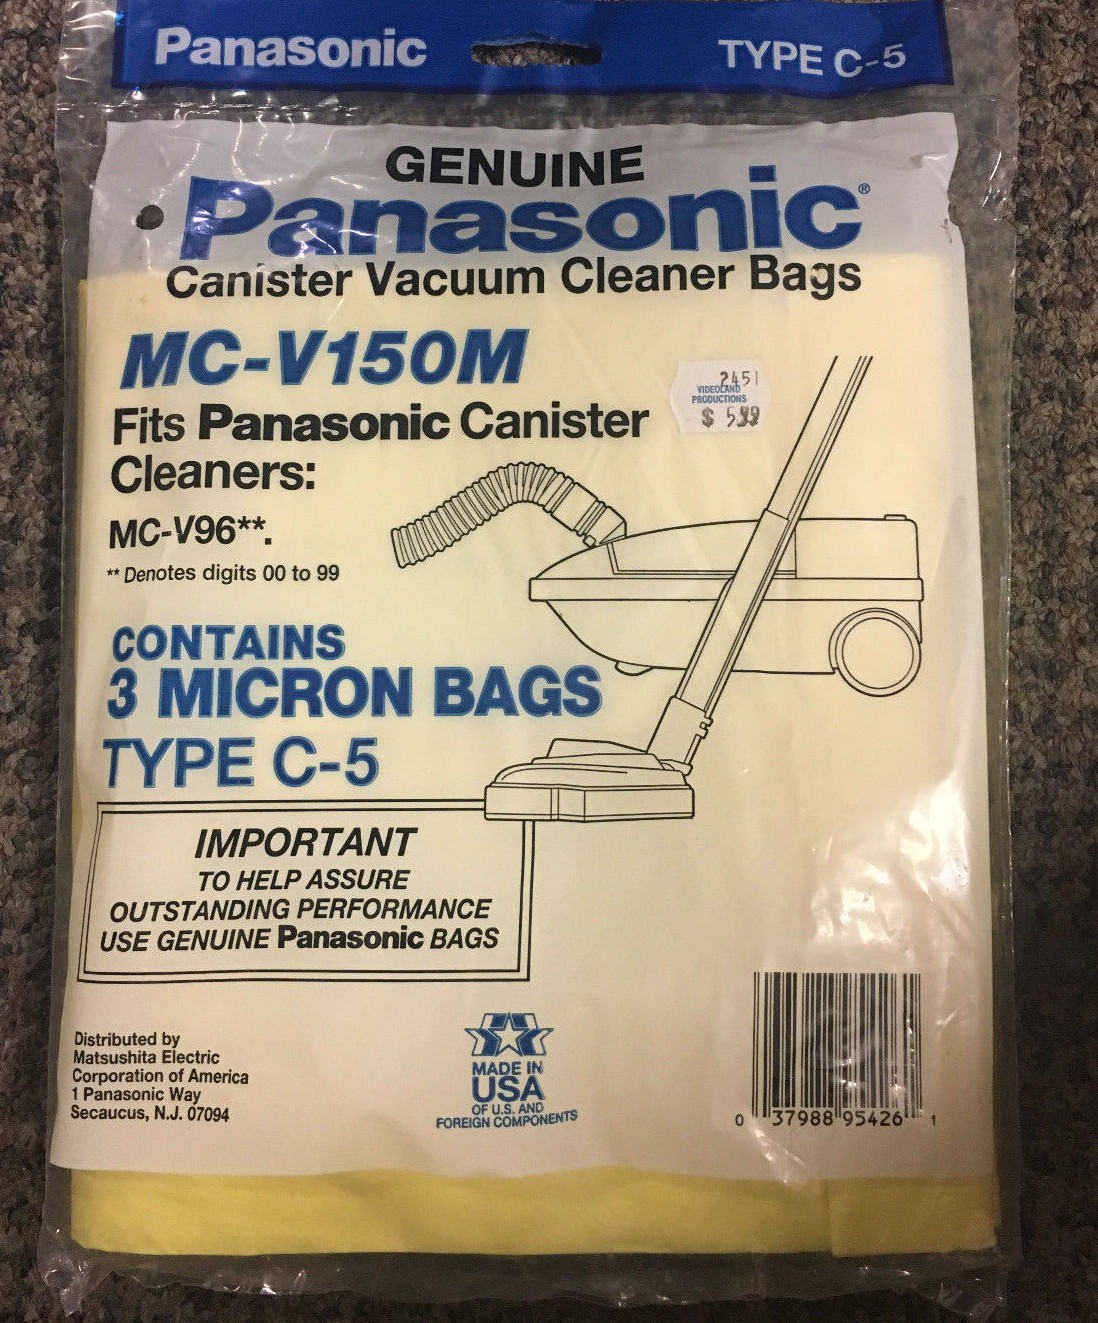 Panasonic TYPE C-5
GENUINE
Panasonic®
Canister Vacuum Cleaner Bags
MC-V150M
2451
VIDEOLAND
PRODUCTIONS
$ 5.99
Fits Panasonic Canister
Cleaners:
MC-V96**.
** Denotes digits 00 to 99
CONTAINS
3 MICRON BAGS
TYPE C-5
IMPORTANT
TO HELP ASSURE
OUTSTANDING PERFORMANCE
USE GENUINE Panasonic BAGS
Distributed by
Matsushita Electric
Corporation of America
1 Panasonic Way
Secaucus, N.J. 07094
MADE IN
USA
OF U.S. AND
FOREIGN COMPONENTS
0 37988 95426 1